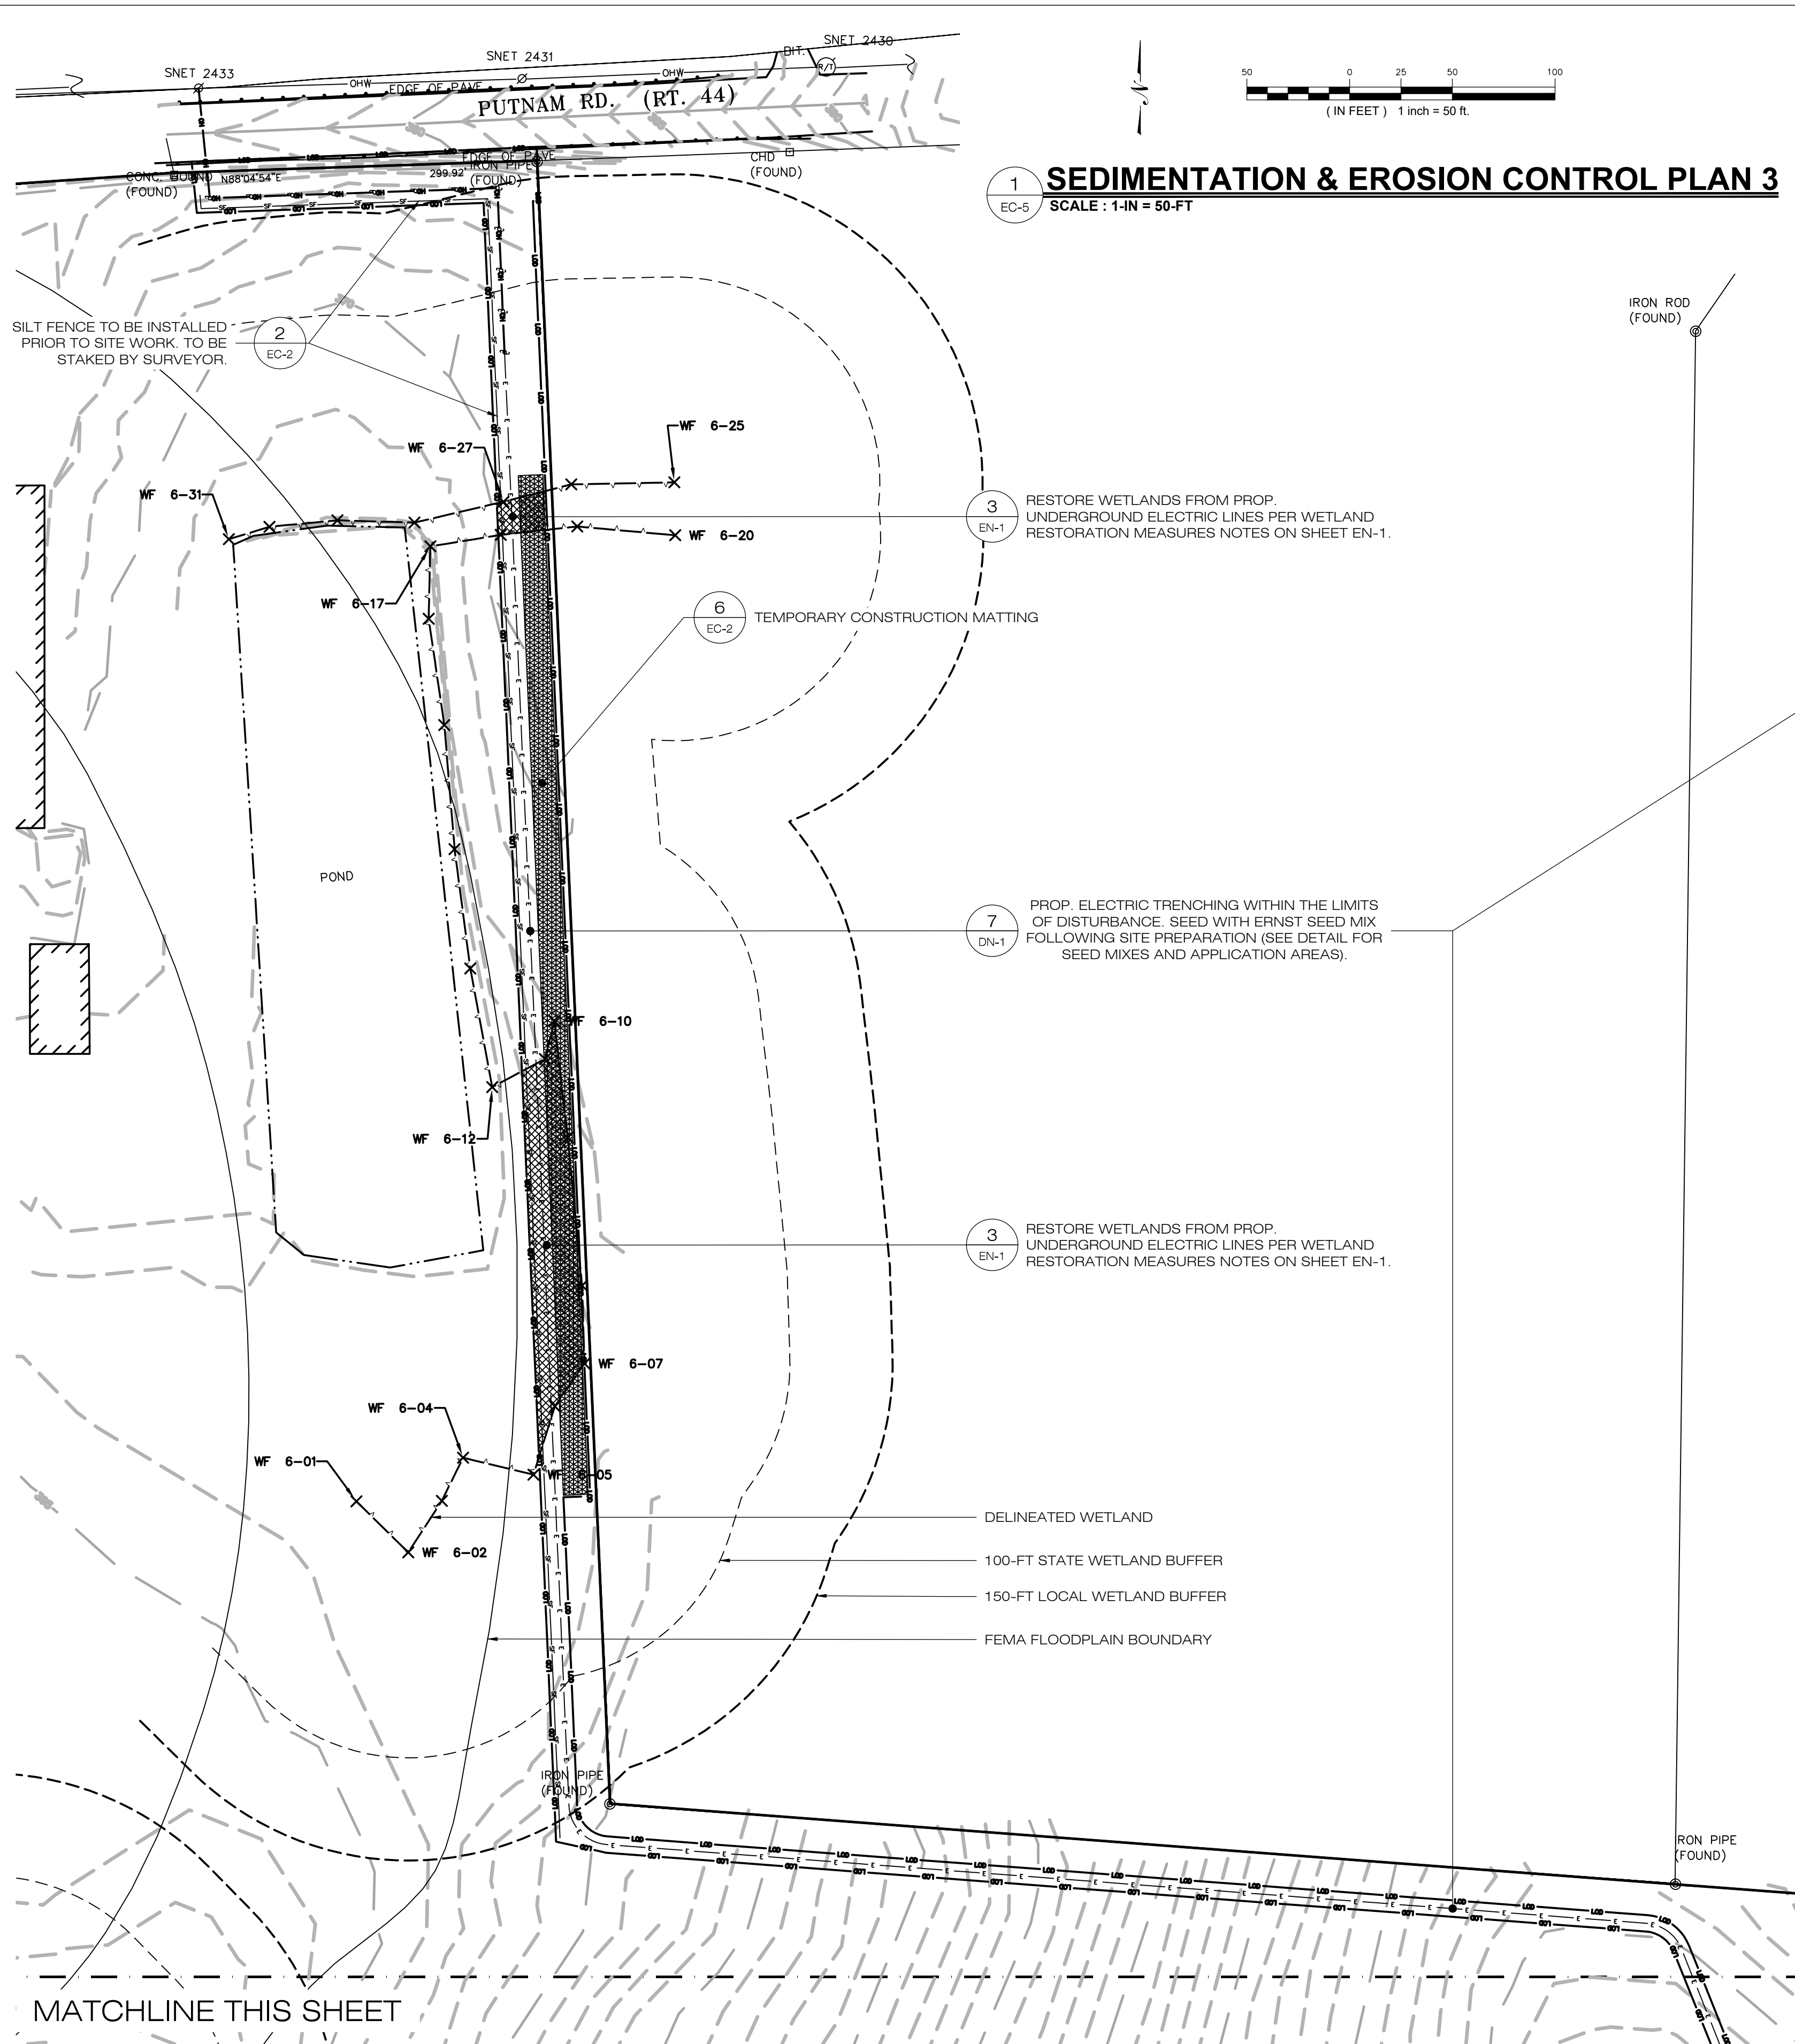 SNET 2433
SNET 2431
SNET 2430
BIT.
R/T
OHW
OHW
EDGE OF PAVE
PUTNAM RD. (RT. 44)
EDGE OF PAVE
CONC. BOUND
(FOUND)
N88°04'54"E
299.92'
IRON PIPE
(FOUND)
CHD
(FOUND)
N
50 0 25 50 100
( IN FEET ) 1 inch = 50 ft.
1
EC-5
SEDIMENTATION & EROSION CONTROL PLAN 3
SCALE : 1-IN = 50-FT
IRON ROD
(FOUND)
SILT FENCE TO BE INSTALLED
PRIOR TO SITE WORK. TO BE
STAKED BY SURVEYOR.
2
EC-2
WF 6-25
WF 6-27
WF 6-31
3
EN-1
RESTORE WETLANDS FROM PROP.
UNDERGROUND ELECTRIC LINES PER WETLAND
RESTORATION MEASURES NOTES ON SHEET EN-1.
WF 6-20
WF 6-17
6
EC-2
TEMPORARY CONSTRUCTION MATTING
POND
7
DN-1
PROP. ELECTRIC TRENCHING WITHIN THE LIMITS
OF DISTURBANCE. SEED WITH ERNST SEED MIX
FOLLOWING SITE PREPARATION (SEE DETAIL FOR
SEED MIXES AND APPLICATION AREAS).
WF 6-10
WF 6-12
3
EN-1
RESTORE WETLANDS FROM PROP.
UNDERGROUND ELECTRIC LINES PER WETLAND
RESTORATION MEASURES NOTES ON SHEET EN-1.
WF 6-07
WF 6-04
WF 6-01
WF 6-05
WF 6-02
DELINEATED WETLAND
100-FT STATE WETLAND BUFFER
150-FT LOCAL WETLAND BUFFER
FEMA FLOODPLAIN BOUNDARY
IRON PIPE
(FOUND)
RON PIPE
(FOUND)
MATCHLINE THIS SHEET